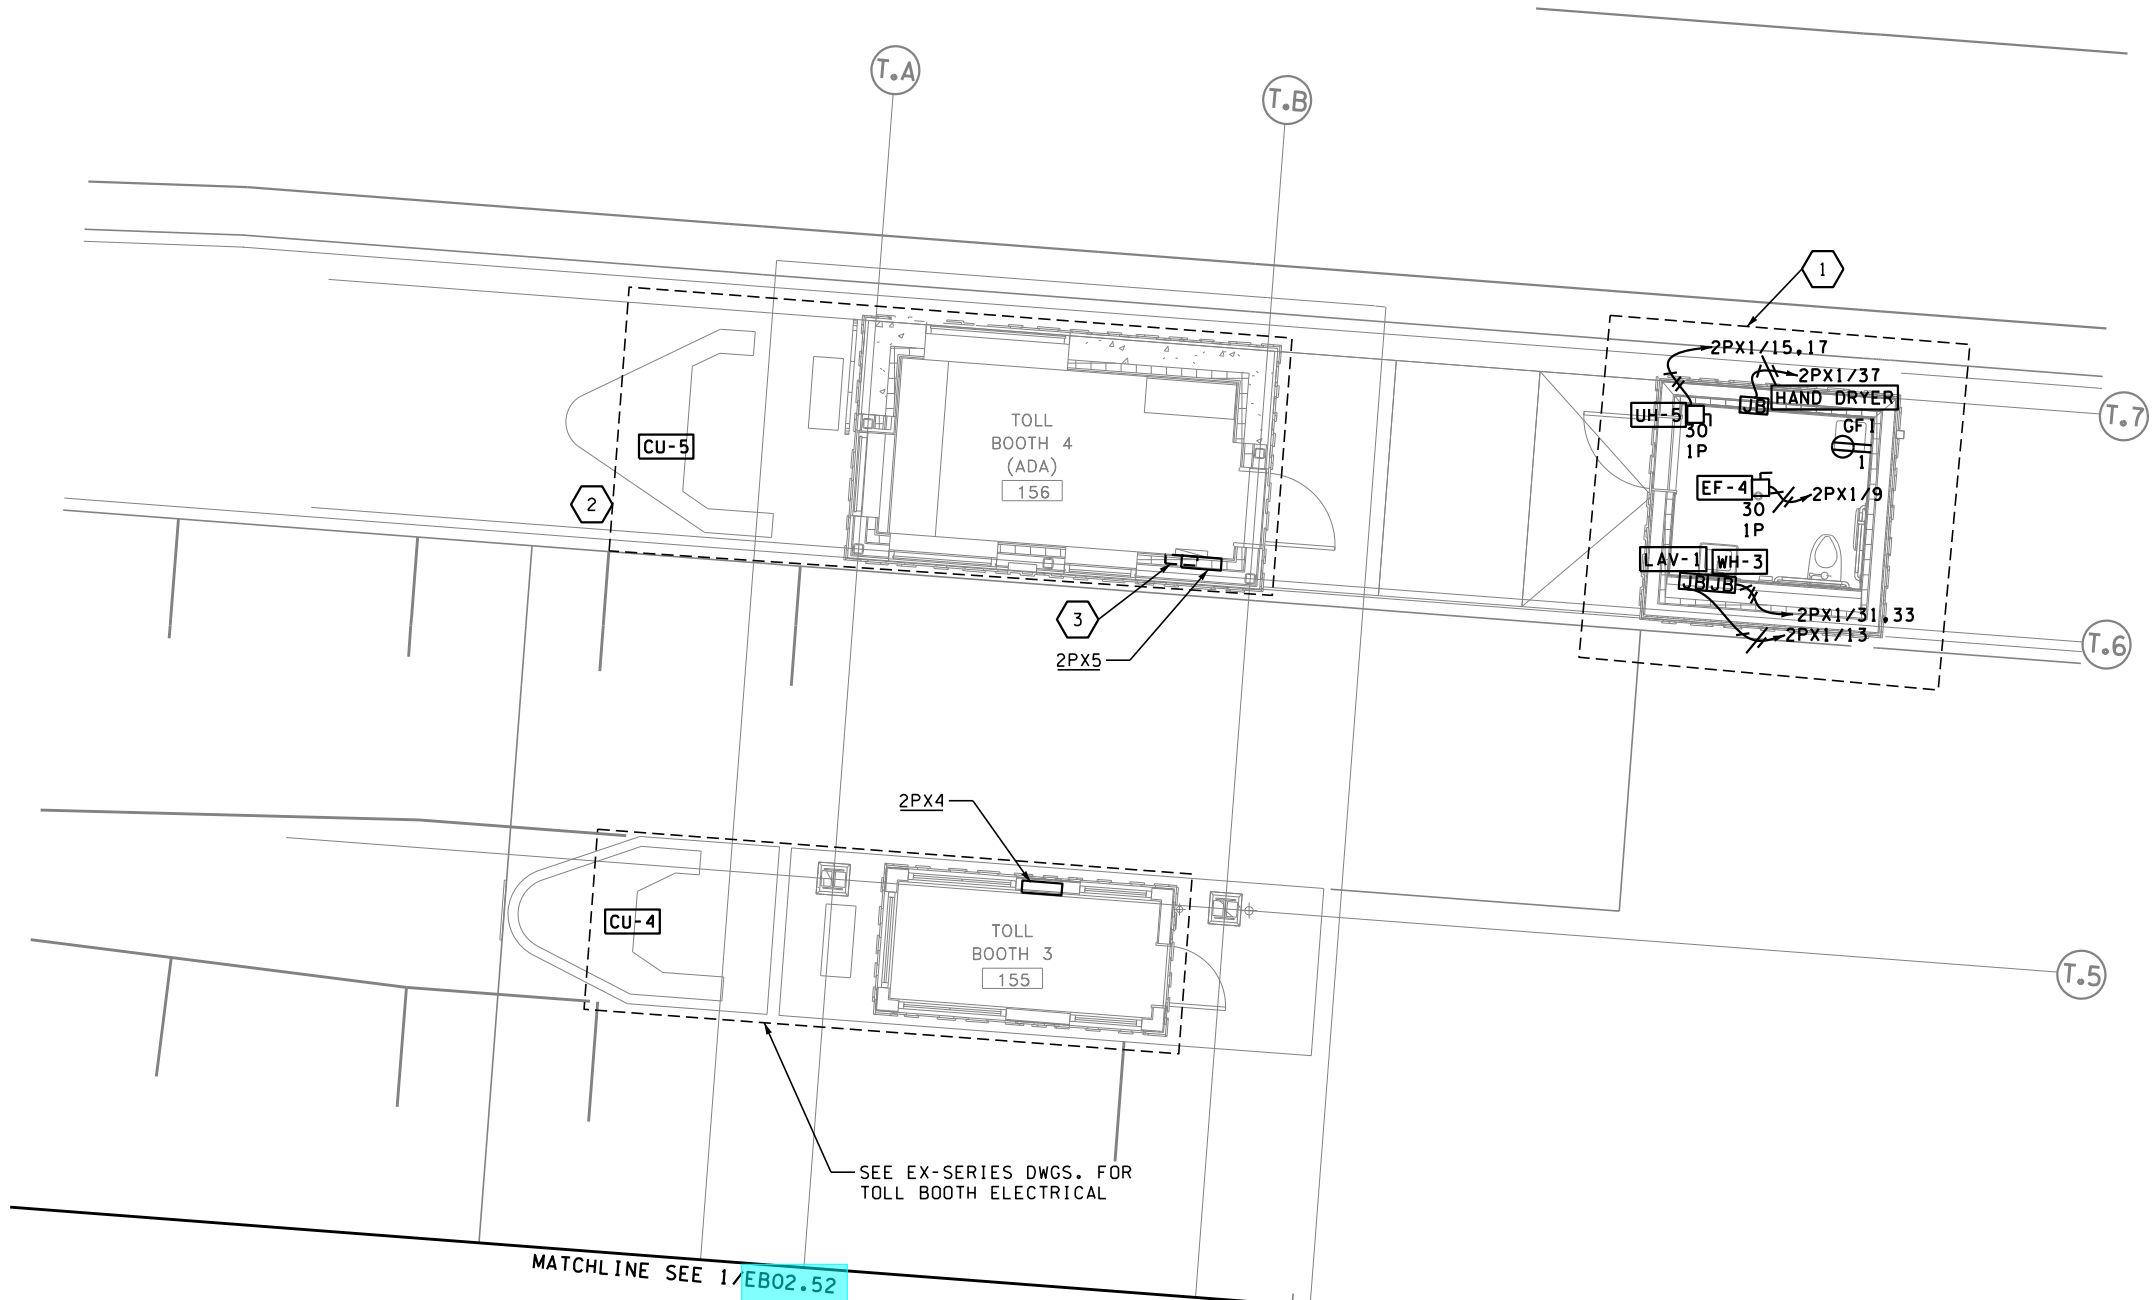 T.A
T.B
1
2PX1/15,17
2PX1/37
HAND DRYER
JB
UH-5
30
1P
GFI
1
T.7
TOLL
BOOTH 4
(ADA)
156
CU-5
2
EF-4
2PX1/9
30
1P
LAV-1
WH-3
JB
JB
2PX1/31,33
2PX1/13
3
2PX5
T.6
2PX4
CU-4
TOLL
BOOTH 3
155
T.5
SEE EX-SERIES DWGS. FOR
TOLL BOOTH ELECTRICAL
MATCHLINE SEE 1/EB02.52